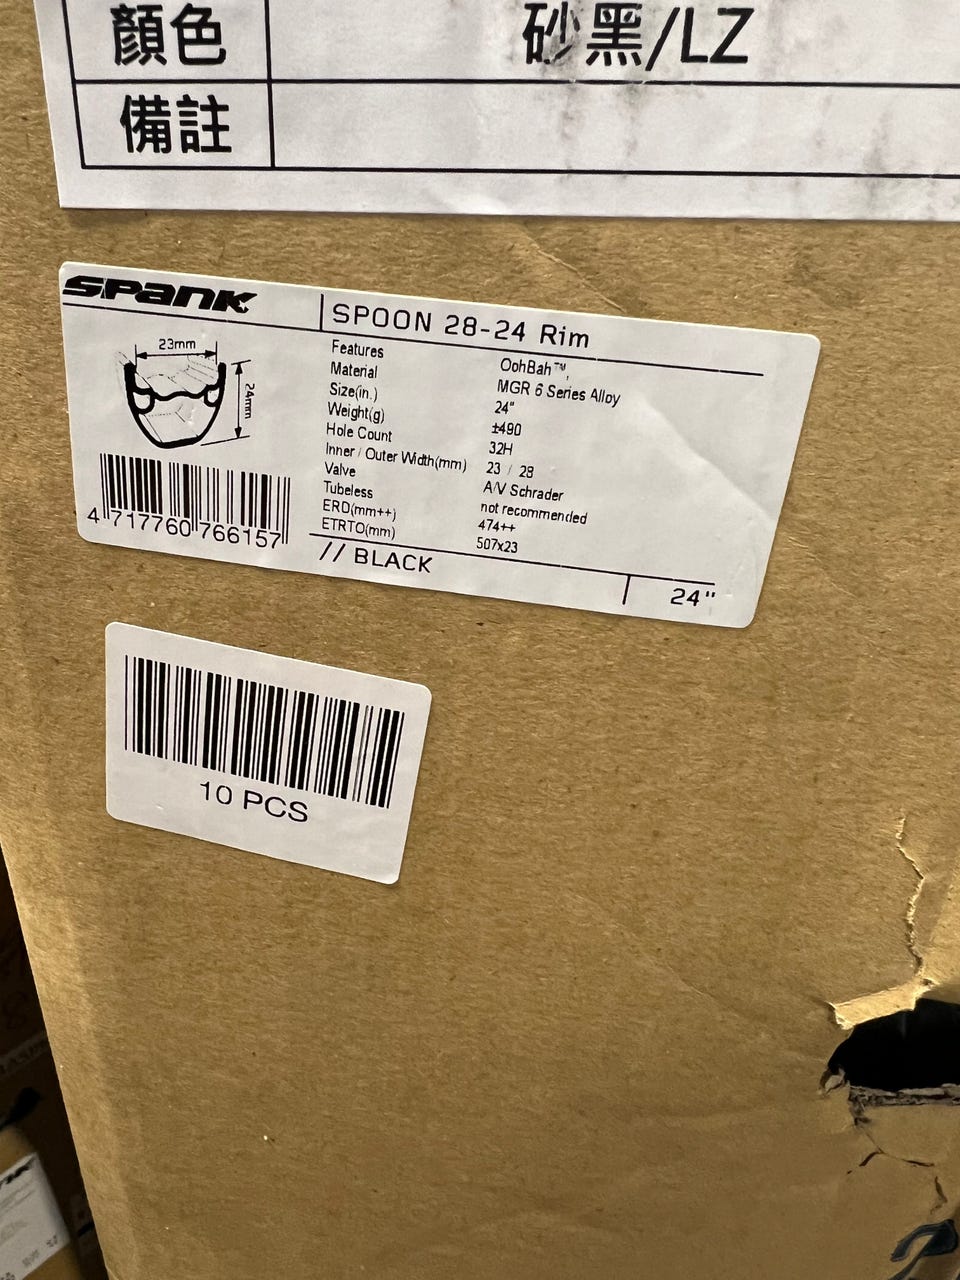 顏色 砂黑/LZ
備註
SPANK
SPOON 28-24 Rim
23mm
24mm
Features OohBah™,
Material MGR 6 Series Alloy
Size(in.) 24"
Weight(g) ±490
Hole Count 32H
Inner / Outer Width(mm) 23 / 28
Valve A/V Schrader
Tubeless not recommended
ERD(mm++) 474++
ETRTO(mm) 507x23
4 717760 766157
// BLACK 24"
10 PCS